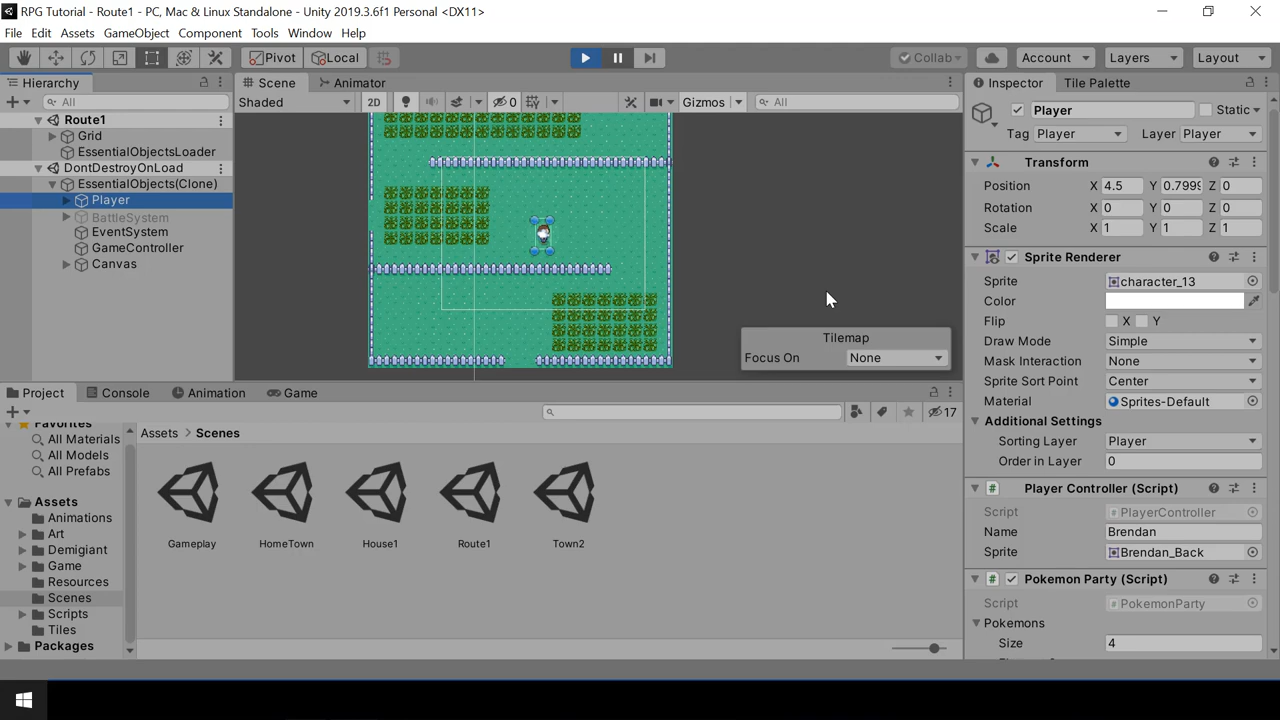 RPG Tutorial - Route1 - PC, Mac & Linux Standalone - Unity 2019.3.6f1 Personal <DX11>
File Edit Assets GameObject Component Tools Window Help
Pivot Local Collab Account Layers Layout
Hierarchy Scene Animator Inspector Tile Palette
All Shaded 2D 0 Gizmos All
Player Static
Route1
Tag Player Layer Player
Grid
EssentialObjectsLoader
Transform
DontDestroyOnLoad
EssentialObjects(Clone)
Position X 4.5 Y 0.799 Z 0
Player
Rotation X 0 Y 0 Z 0
BattleSystem
Scale X 1 Y 1 Z 1
EventSystem
GameController
Sprite Renderer
Canvas
Sprite character_13
Color
Flip X Y
Tilemap
Draw Mode Simple
Focus On None
Mask Interaction None
Sprite Sort Point Center
Project Console Animation Game
Material Sprites-Default
17
Additional Settings
Favorites
Assets > Scenes
All Materials
Sorting Layer Player
All Models
Order in Layer 0
All Prefabs
Player Controller (Script)
Assets
Script PlayerController
Animations
Name Brendan
Art
Gameplay HomeTown House1 Route1 Town2
Demigiant
Sprite Brendan_Back
Game
Resources
Pokemon Party (Script)
Scenes
Script PokemonParty
Scripts
Pokemons
Tiles
Size 4
Packages